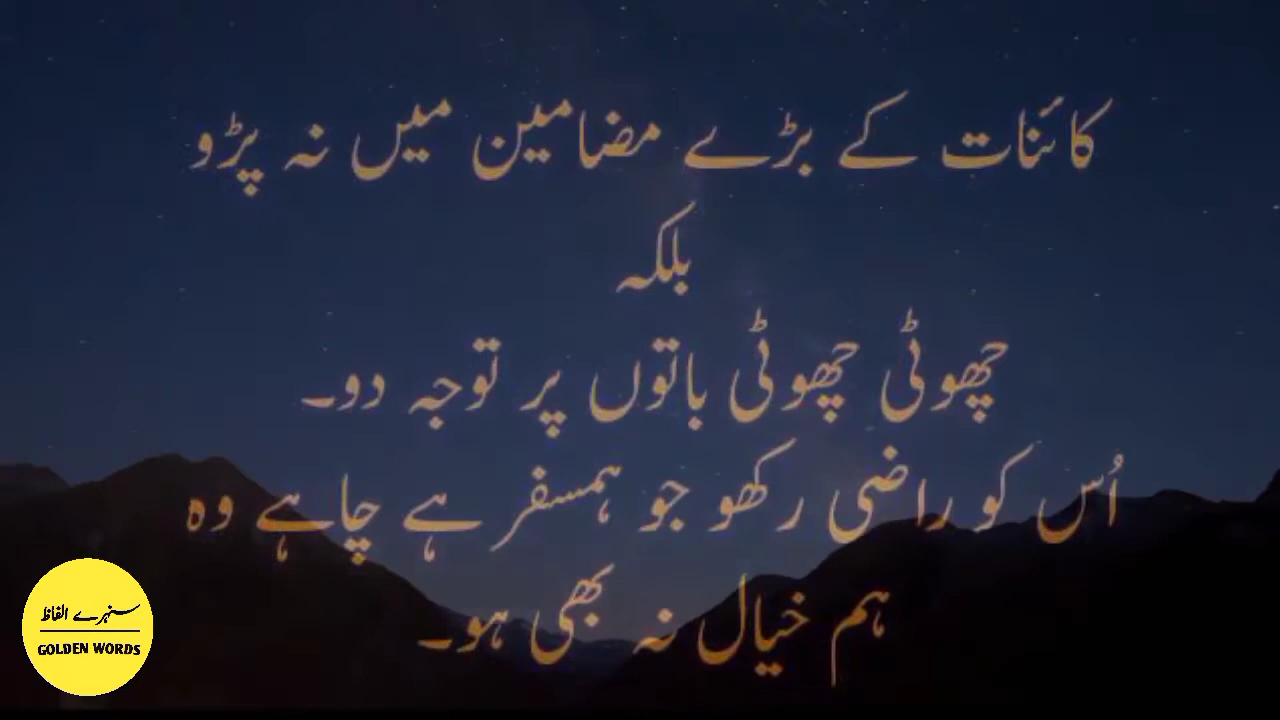 کائنات کے بڑے مضامین میں نہ پڑو
بلکہ
چھوٹی چھوٹی باتوں پر توجہ دو۔
اُس کو راضی رکھو جو ہمسفر ہے چاہے وہ
ہم خیال نہ بھی ہو۔
سنہرے الفاظ
GOLDEN WORDS